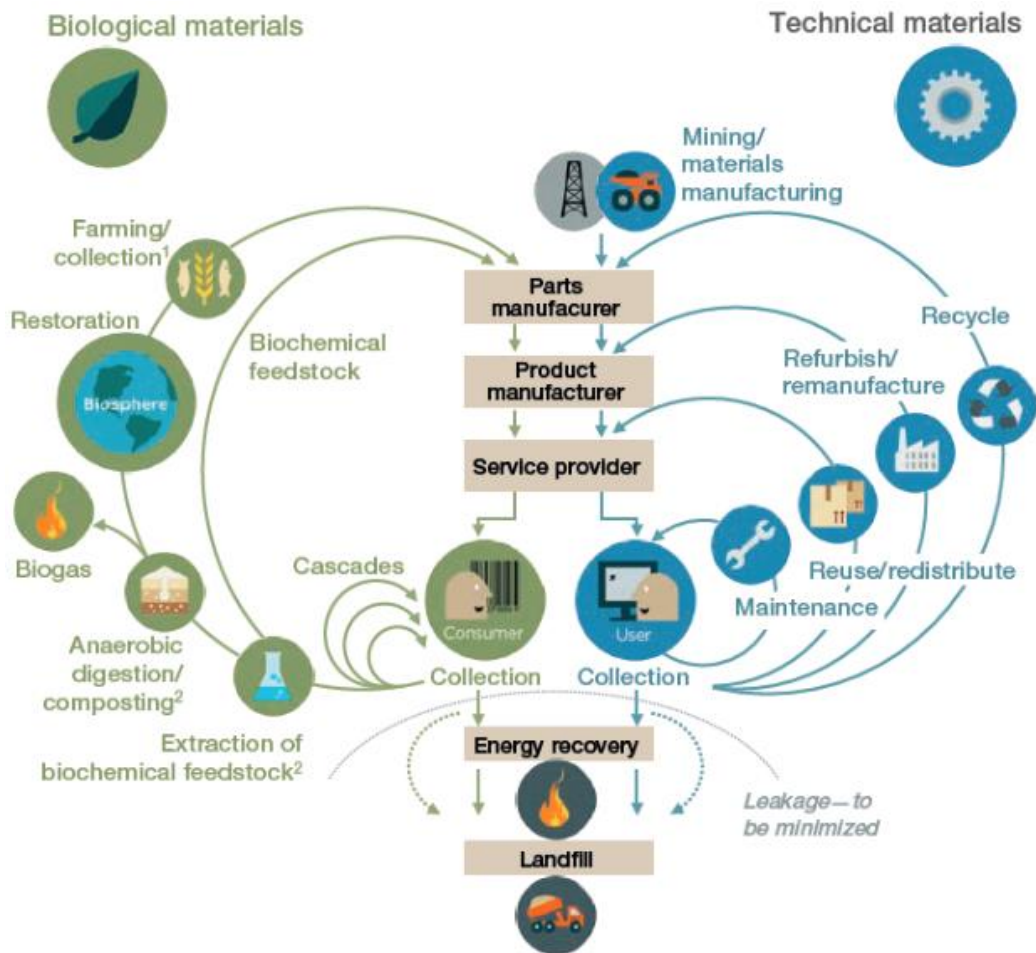 Biological materials
Technical materials
Mining/
materials
manufacturing
Farming/
collection¹
Restoration
Biosphere
Biochemical
feedstock
Parts
manufacurer
Recycle
Refurbish/
remanufacture
Product
manufacturer
Service provider
Biogas
Cascades
Consumer
User
Reuse/redistribute
Maintenance
Anaerobic
digestion/
composting²
Collection
Collection
Extraction of
biochemical feedstock²
Energy recovery
Leakage—to
be minimized
Landfill